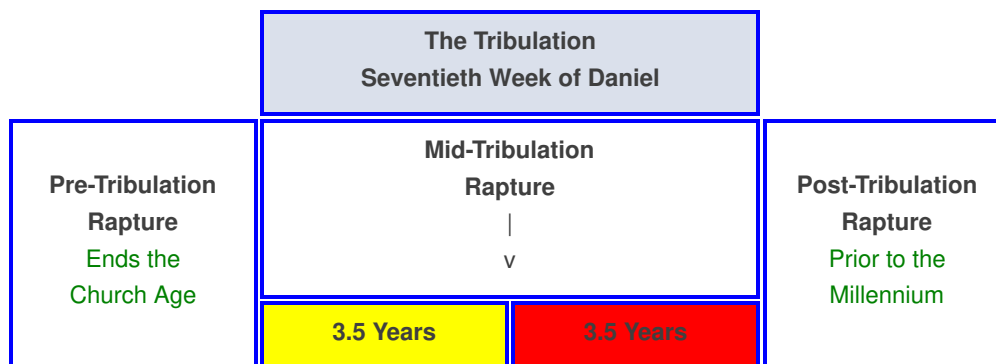 The Tribulation
Seventieth Week of Daniel
Pre-Tribulation
Rapture
Ends the
Church Age
Mid-Tribulation
Rapture
|
v
3.5 Years
3.5 Years
Post-Tribulation
Rapture
Prior to the
Millennium